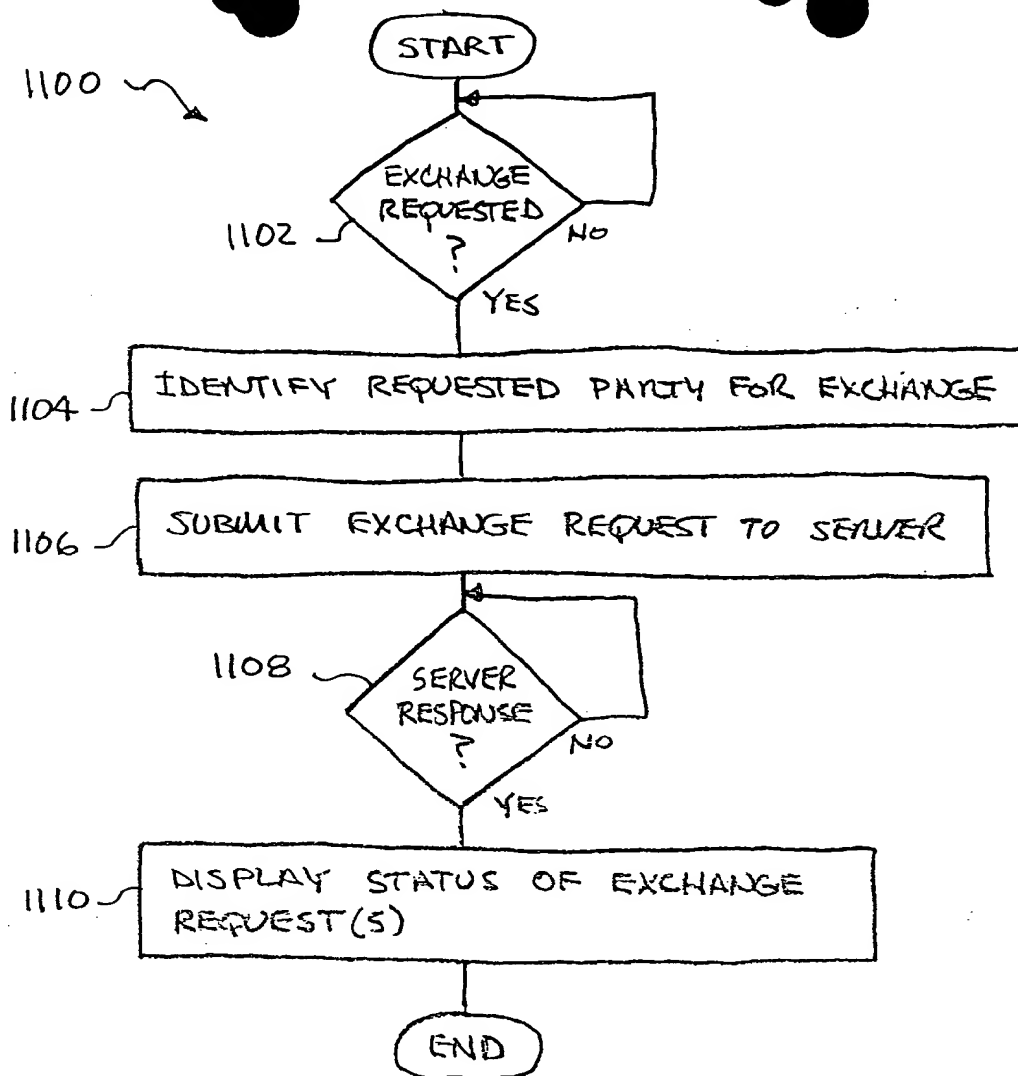 START
1100
EXCHANGE
REQUESTED
?
1102
NO
YES
1104
IDENTIFY REQUESTED PARTY FOR EXCHANGE
1106
SUBMIT EXCHANGE REQUEST TO SERVER
1108
SERVER
RESPONSE
?
NO
YES
1110
DISPLAY STATUS OF EXCHANGE
REQUEST(S)
END